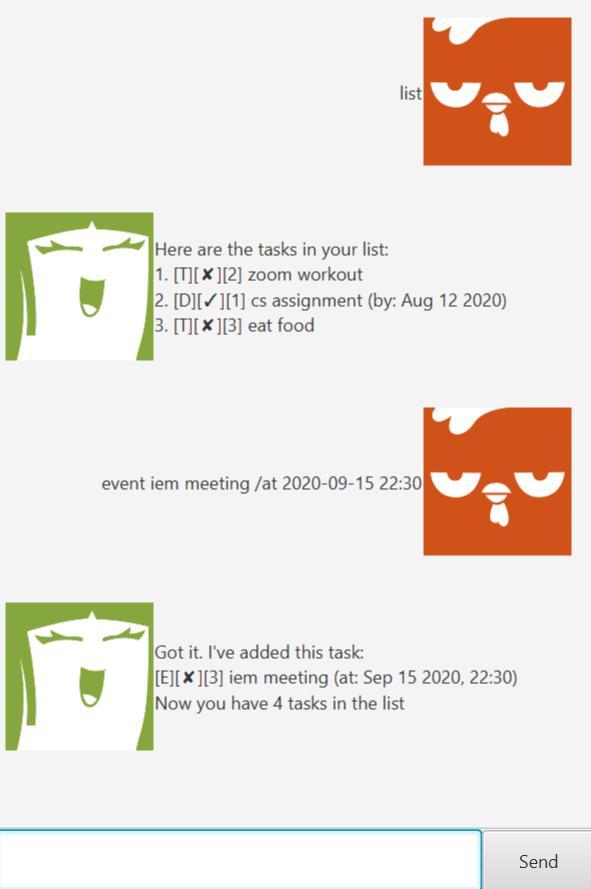 list
Here are the tasks in your list:
1. [T][✘][2] zoom workout
2. [D][✓][1] cs assignment (by: Aug 12 2020)
3. [T][✘][3] eat food
event iem meeting /at 2020-09-15 22:30
Got it. I've added this task:
[E][✘][3] iem meeting (at: Sep 15 2020, 22:30)
Now you have 4 tasks in the list
Send